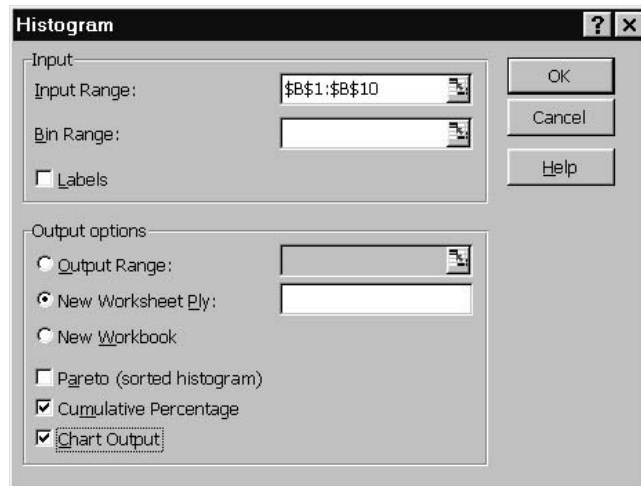 Histogram
Input
Input Range:
$B$1:$B$10
Bin Range:
Labels
OK
Cancel
Help
Output options
Output Range:
New Worksheet Ply:
New Workbook
Pareto (sorted histogram)
Cumulative Percentage
Chart Output